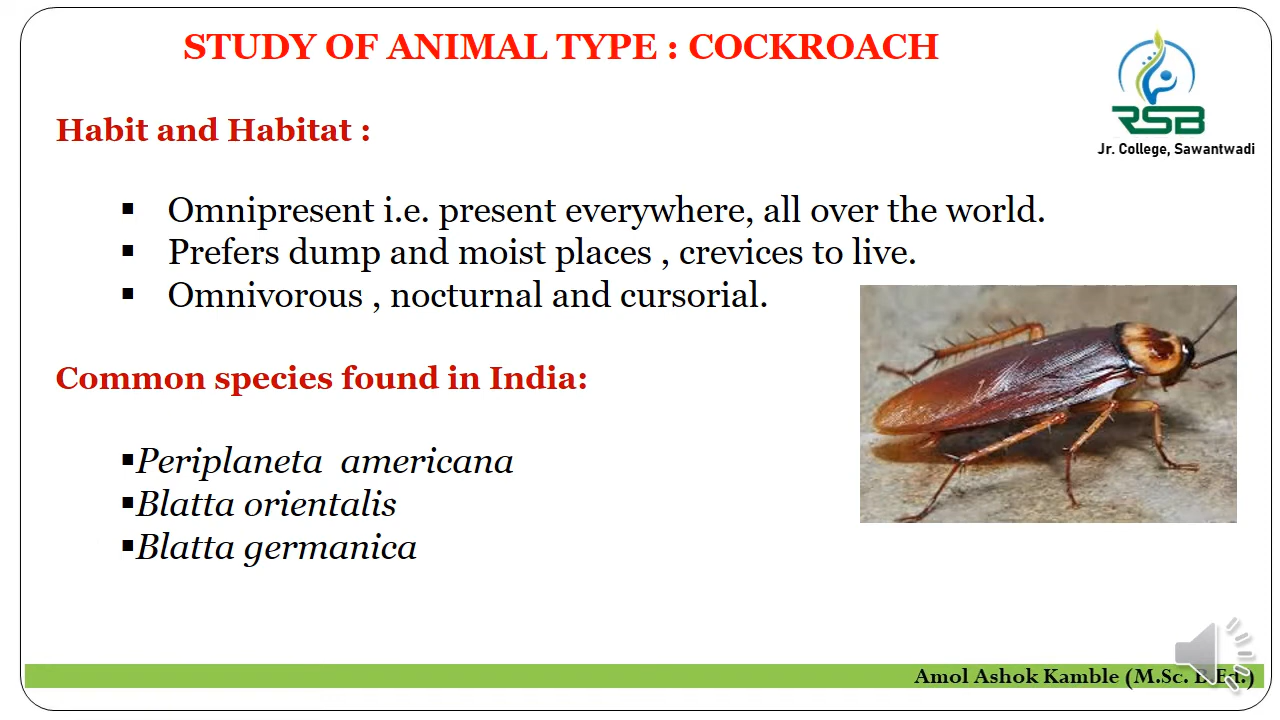 STUDY OF ANIMAL TYPE : COCKROACH
RSB
Jr. College, Sawantwadi
Habit and Habitat :
▪ Omnipresent i.e. present everywhere, all over the world.
▪ Prefers dump and moist places , crevices to live.
▪ Omnivorous , nocturnal and cursorial.
Common species found in India:
▪Periplaneta americana
▪Blatta orientalis
▪Blatta germanica
Amol Ashok Kamble (M.Sc. B.Ed.)